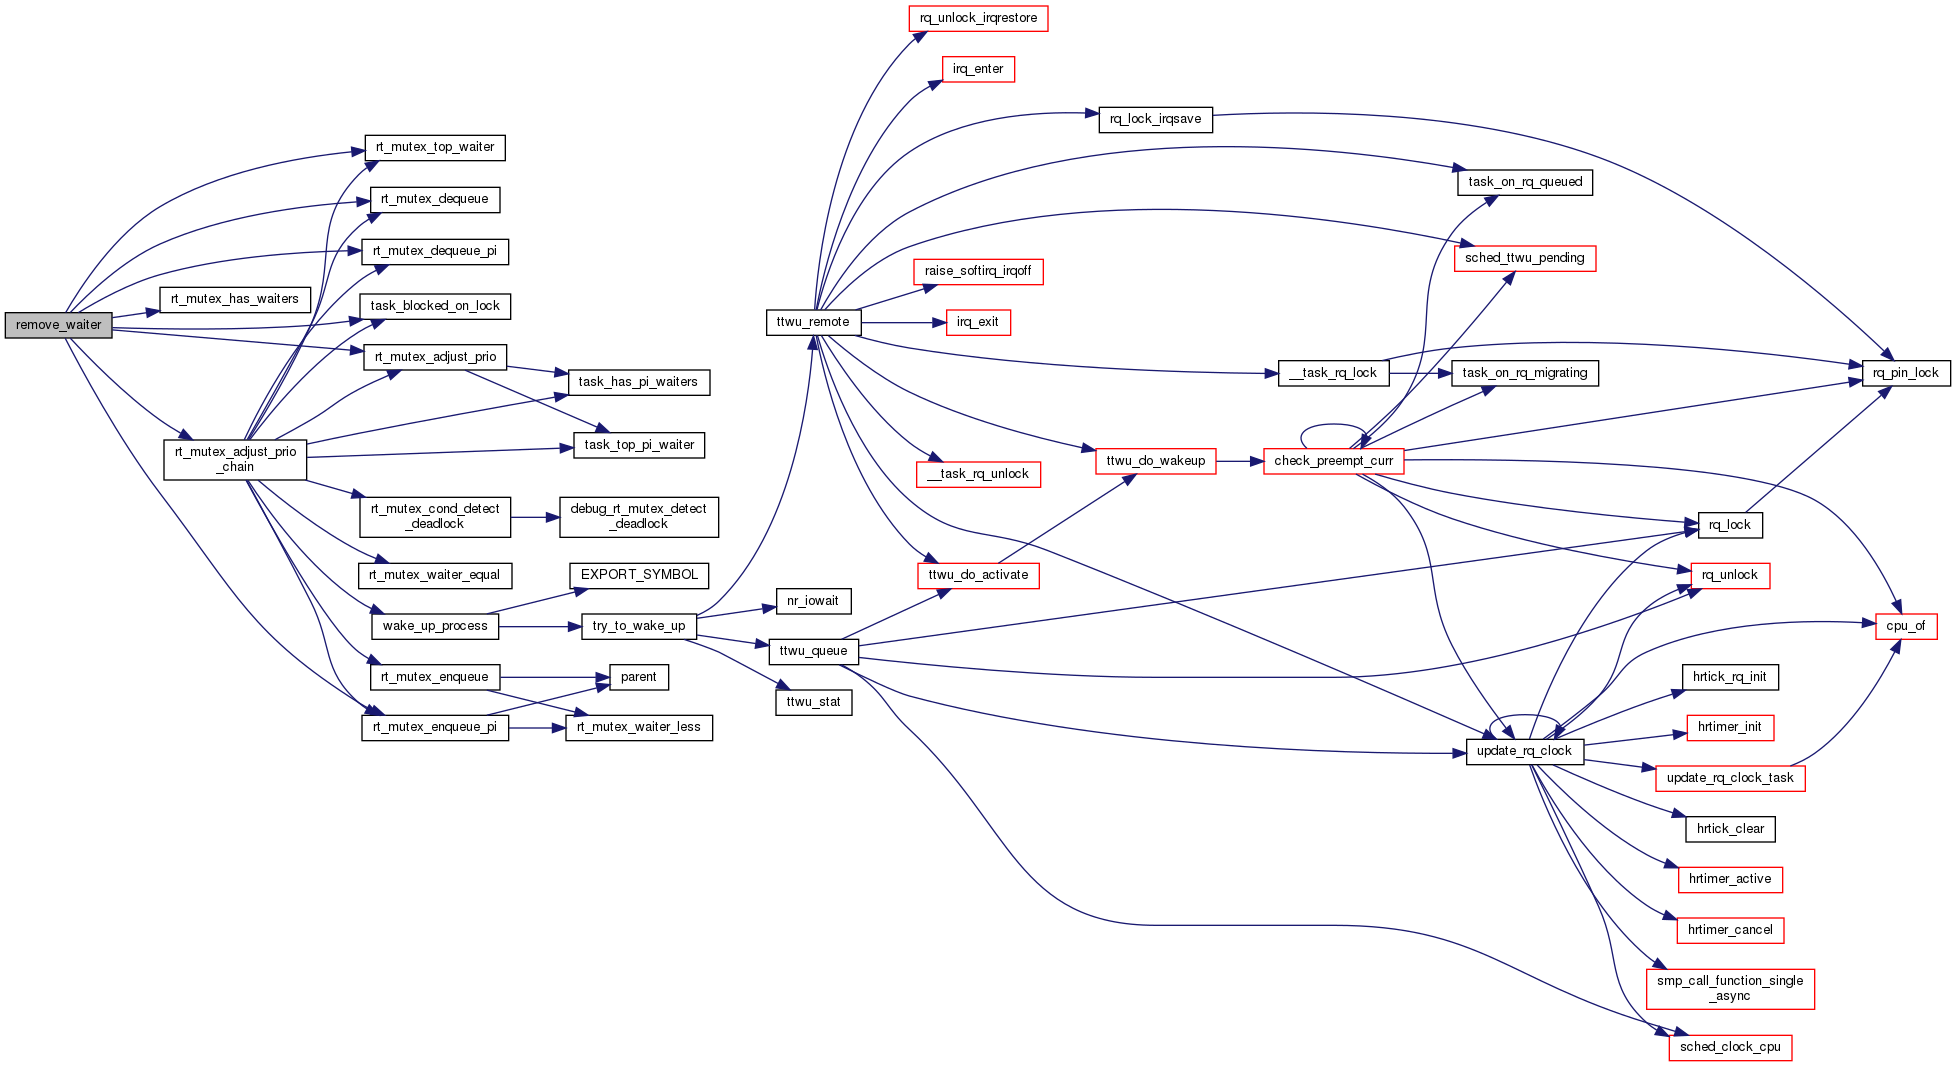 remove_waiter
rt_mutex_has_waiters
rt_mutex_adjust_prio
_chain
rt_mutex_top_waiter
rt_mutex_dequeue
rt_mutex_dequeue_pi
task_blocked_on_lock
rt_mutex_adjust_prio
rt_mutex_cond_detect
_deadlock
rt_mutex_waiter_equal
wake_up_process
rt_mutex_enqueue
rt_mutex_enqueue_pi
task_has_pi_waiters
task_top_pi_waiter
debug_rt_mutex_detect
_deadlock
EXPORT_SYMBOL
try_to_wake_up
parent
rt_mutex_waiter_less
ttwu_remote
nr_iowait
ttwu_queue
ttwu_stat
rq_unlock_irqrestore
irq_enter
raise_softirq_irqoff
irq_exit
__task_rq_unlock
ttwu_do_activate
rq_lock_irqsave
ttwu_do_wakeup
__task_rq_lock
check_preempt_curr
task_on_rq_queued
sched_ttwu_pending
task_on_rq_migrating
update_rq_clock
rq_lock
rq_unlock
hrtick_rq_init
hrtimer_init
update_rq_clock_task
hrtick_clear
hrtimer_active
hrtimer_cancel
smp_call_function_single
_async
sched_clock_cpu
rq_pin_lock
cpu_of